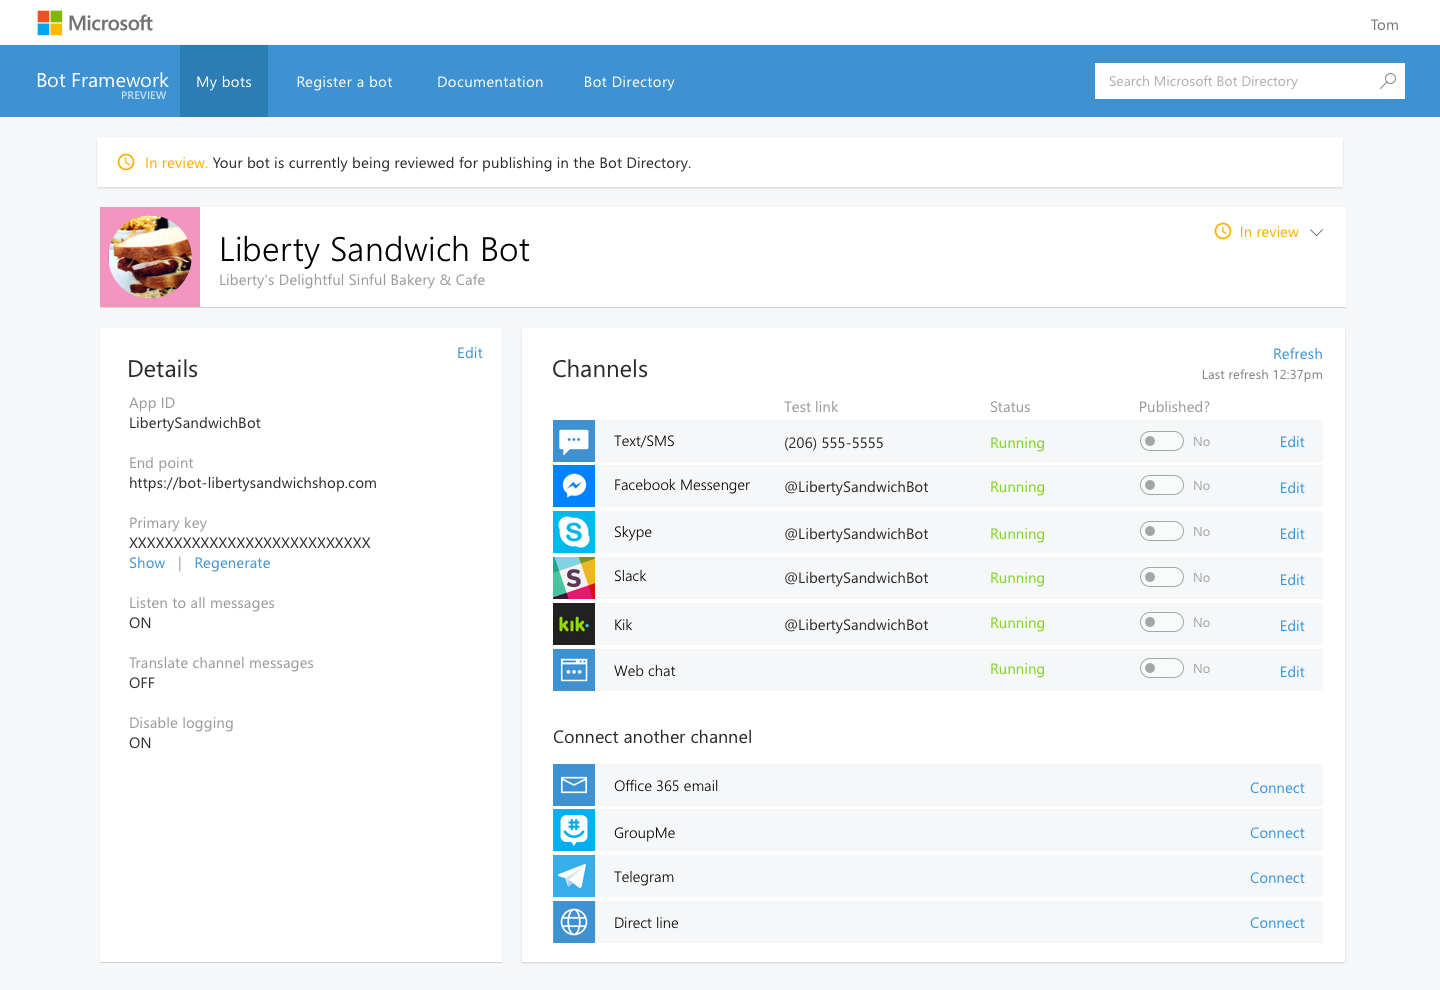 Microsoft
Tom
Bot Framework
PREVIEW
My bots
Register a bot
Documentation
Bot Directory
Search Microsoft Bot Directory
In review. Your bot is currently being reviewed for publishing in the Bot Directory.
Liberty Sandwich Bot
Liberty's Delightful Sinful Bakery & Cafe
In review
Details
Edit
App ID
LibertySandwichBot
End point
https://bot-libertysandwichshop.com
Primary key
XXXXXXXXXXXXXXXXXXXXXXXXXXX
Show | Regenerate
Listen to all messages
ON
Translate channel messages
OFF
Disable logging
ON
Channels
Refresh
Last refresh 12:37pm
Test link Status Published?
Text/SMS (206) 555-5555 Running No Edit
Facebook Messenger @LibertySandwichBot Running No Edit
S Skype @LibertySandwichBot Running No Edit
S Slack @LibertySandwichBot Running No Edit
kik Kik @LibertySandwichBot Running No Edit
Web chat Running No Edit
Connect another channel
Office 365 email Connect
# GroupMe Connect
Telegram Connect
Direct line Connect